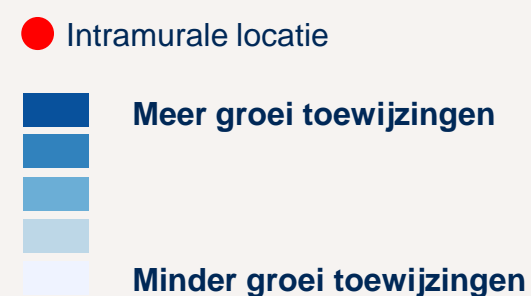 Intramurale locatie
Meer groei toewijzingen
Minder groei toewijzingen